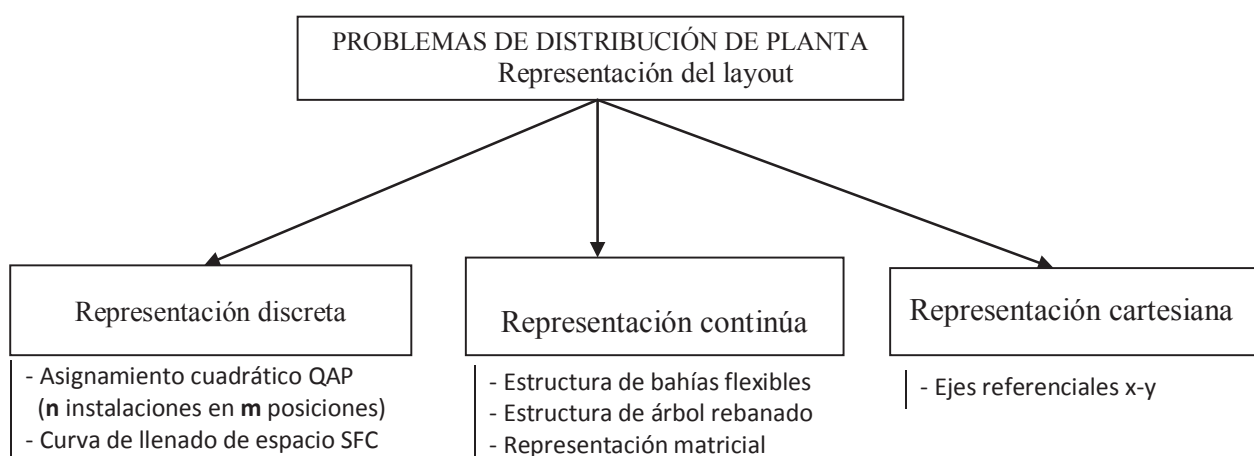 PROBLEMAS DE DISTRIBUCIÓN DE PLANTA
Representación del layout
Representación discreta
- Asignamiento cuadrático QAP
(n instalaciones en m posiciones)
- Curva de llenado de espacio SFC
Representación continúa
- Estructura de bahías flexibles
- Estructura de árbol rebanado
- Representación matricial
Representación cartesiana
- Ejes referenciales x-y